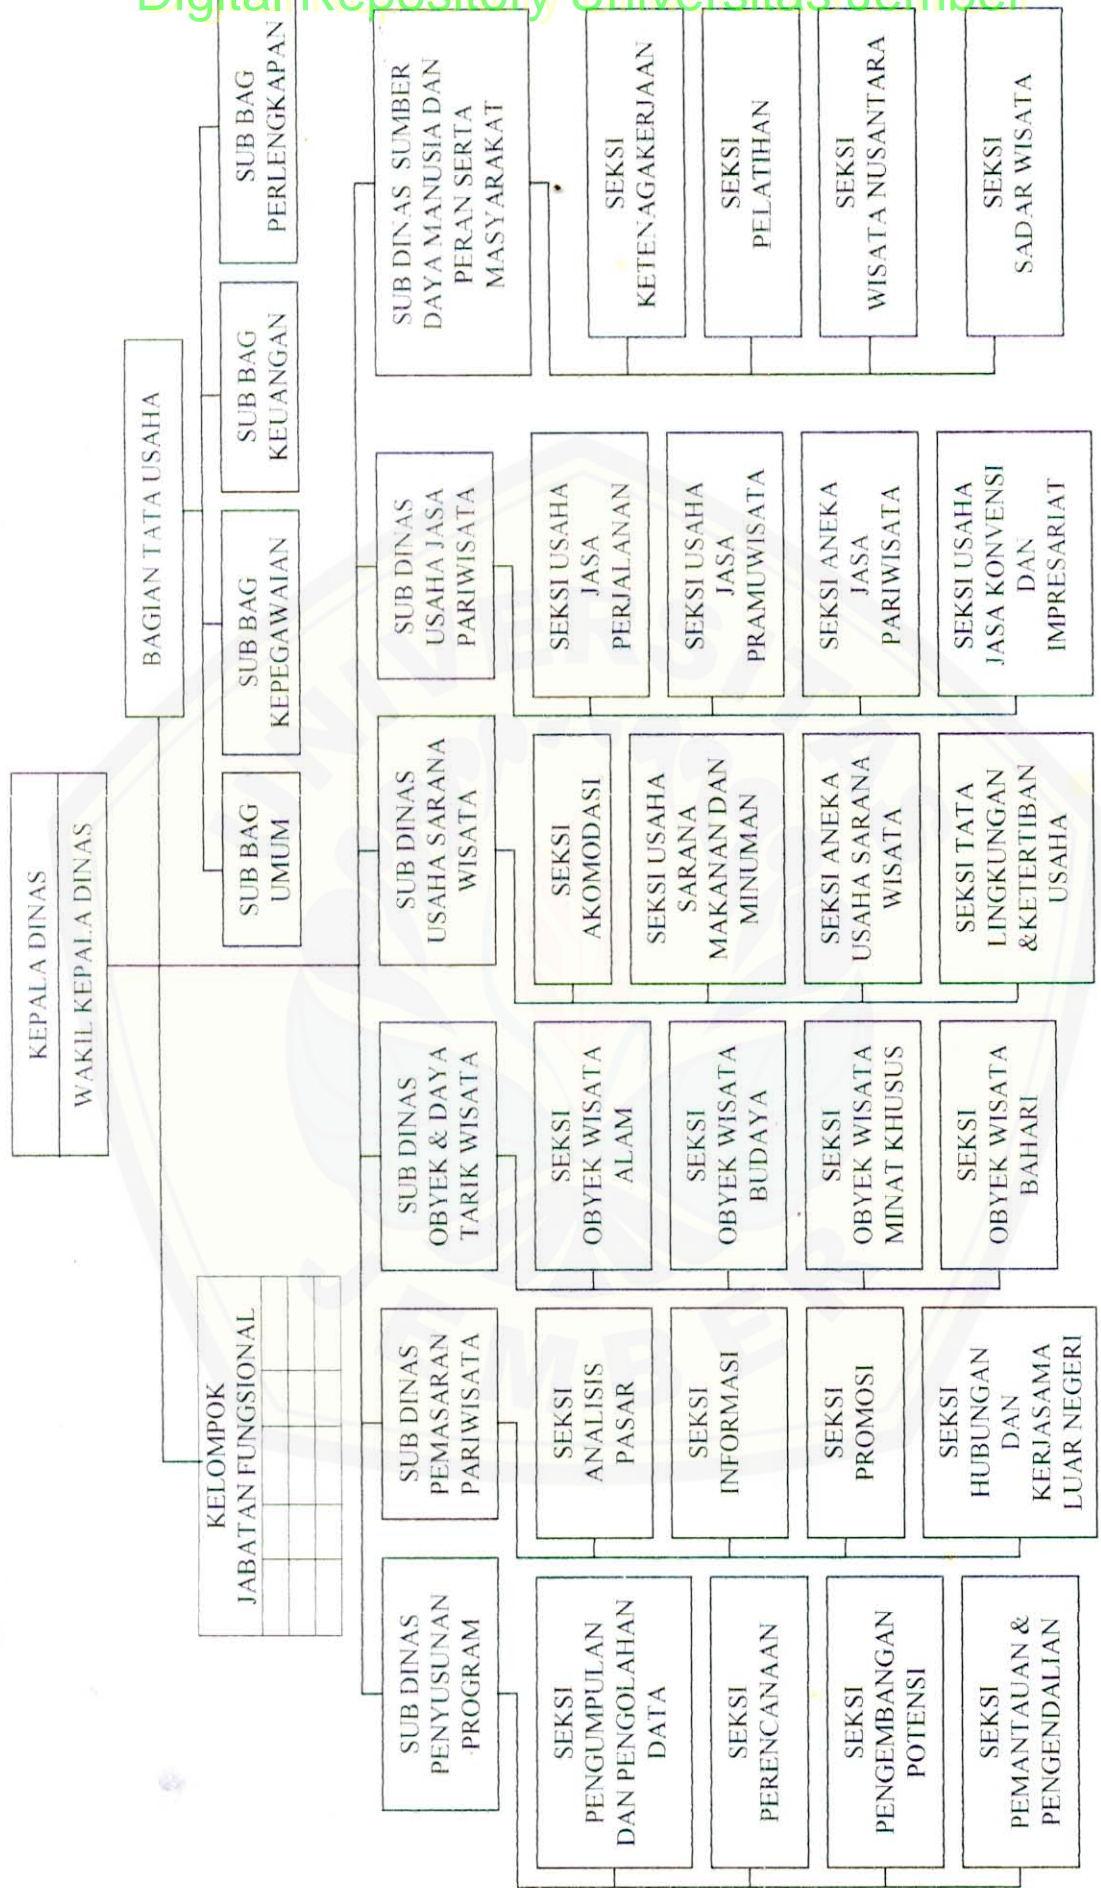 Digital Repository Universitas Jember
KEPALA DINAS
WAKIL KEPALA DINAS
BAGIAN TATA USAHA
KELOMPOK
JABATAN FUNGSIONAL
SUB BAG
UMUM
SUB BAG
KEPEGAWAIAN
SUB BAG
KEUANGAN
SUB BAG
PERLENGKAPAN
SUB DINAS
PENYUSUNAN
PROGRAM
SEKSI
PENGUMPULAN
DAN PENGOLAHAN
DATA
SEKSI
PERENCANAAN
SEKSI
PENGEMBANGAN
POTENSI
SEKSI
PEMANTAUAN &
PENGENDALIAN
SUB DINAS
PEMASARAN
PARIWISATA
SEKSI
ANALISIS
PASAR
SEKSI
INFORMASI
SEKSI
PROMOSI
SEKSI
HUBUNGAN
DAN
KERJASAMA
LUAR NEGERI
SUB DINAS
OBYEK & DAYA
TARIK WISATA
SEKSI
OBYEK WISATA
ALAM
SEKSI
OBYEK WISATA
BUDAYA
SEKSI
OBYEK WISATA
MINAT KHUSUS
SEKSI
OBYEK WISATA
BAHARI
SUB DINAS
USAHA SARANA
WISATA
SEKSI
AKOMODASI
SEKSI USAHA
SARANA
MAKANAN DAN
MINUMAN
SEKSI ANEKA
USAHA SARANA
WISATA
SEKSI TATA
LINGKUNGAN
&KETERTIBAN
USAHA
SUB DINAS
USAHA JASA
PARIWISATA
SEKSI USAHA
JASA
PERJALANAN
SEKSI USAHA
JASA
PRAMUWISATA
SEKSI ANEKA
JASA
PARIWISATA
SEKSI USAHA
JASA KONVENSI
DAN
IMPRESARIAT
SUB DINAS SUMBER
DAYA MANUSIA DAN
PERAN SERTA
MASYARAKAT
SEKSI
KETENAGAKERJAAN
SEKSI
PELATIHAN
SEKSI
WISATA NUSANTARA
SEKSI
SADAR WISATA
UNIVERSITAS
JEMBER